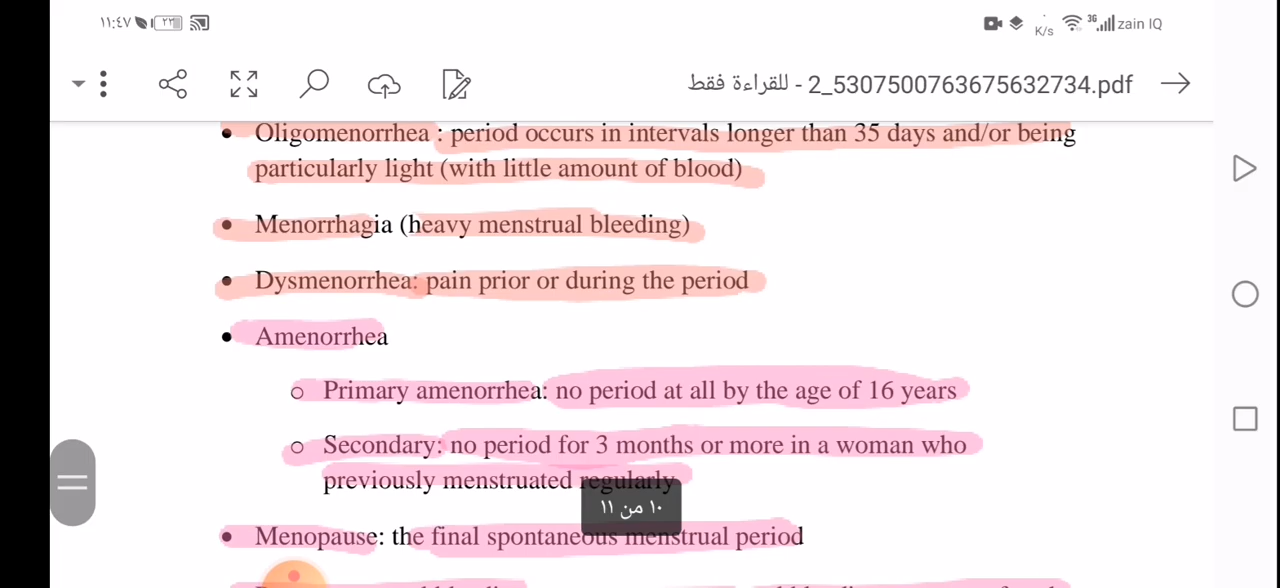 ١١:٤٧ ٢٢ K/s 3G zain IQ
2_5307500763675632734.pdf - للقراءة فقط
• Oligomenorrhea : period occurs in intervals longer than 35 days and/or being
particularly light (with little amount of blood)
• Menorrhagia (heavy menstrual bleeding)
• Dysmenorrhea: pain prior or during the period
• Amenorrhea
o Primary amenorrhea: no period at all by the age of 16 years
o Secondary: no period for 3 months or more in a woman who
previously menstruated regularly
١٠ من ١١
• Menopause: the final spontaneous menstrual period